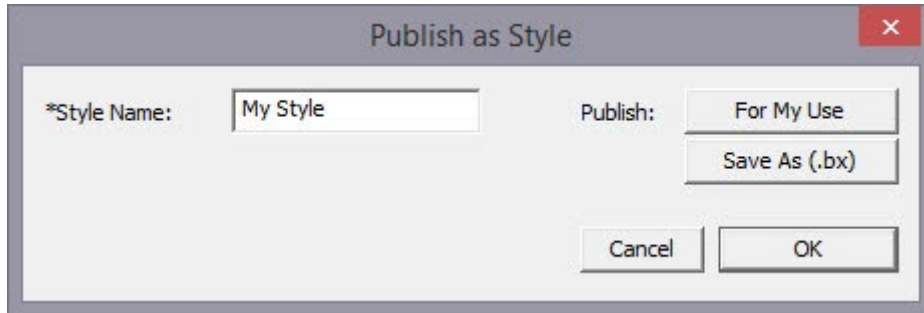 Publish as Style
*Style Name: My Style Publish: For My Use
Save As (.bx)
Cancel OK